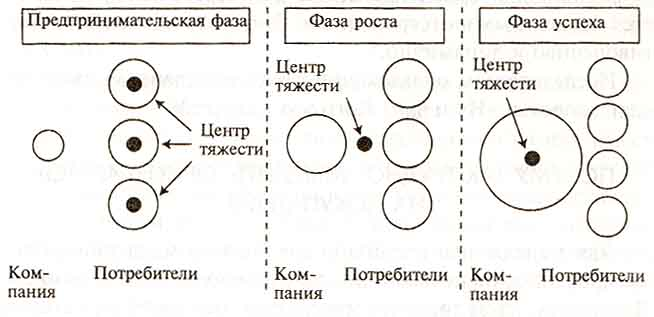 Предпринимательская фаза
Центр
тяжести
Ком-
пания
Потребители
Фаза роста
Центр
тяжести
Ком-
пания
Потребители
Фаза успеха
Центр
тяжести
Ком-
пания
Потребители